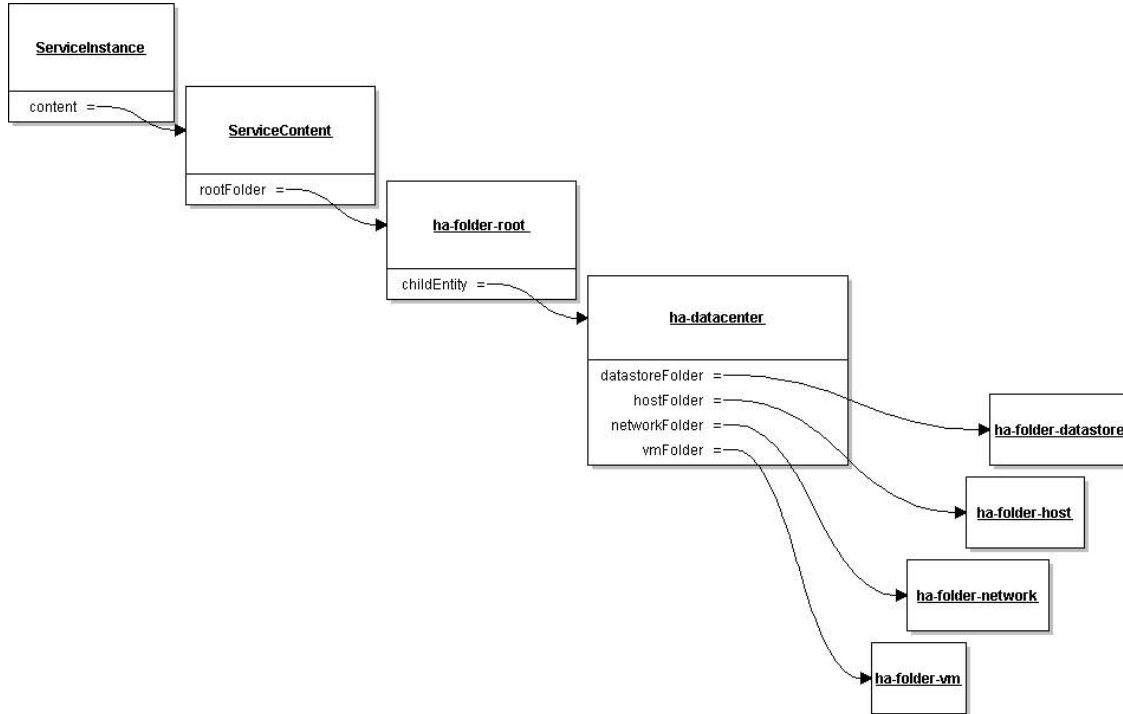 ServiceInstance
content =
ServiceContent
rootFolder =
ha-folder-root
childEntity =
ha-datacenter
datastoreFolder =
hostFolder =
networkFolder =
vmFolder =
ha-folder-datastore
ha-folder-host
ha-folder-network
ha-folder-vm